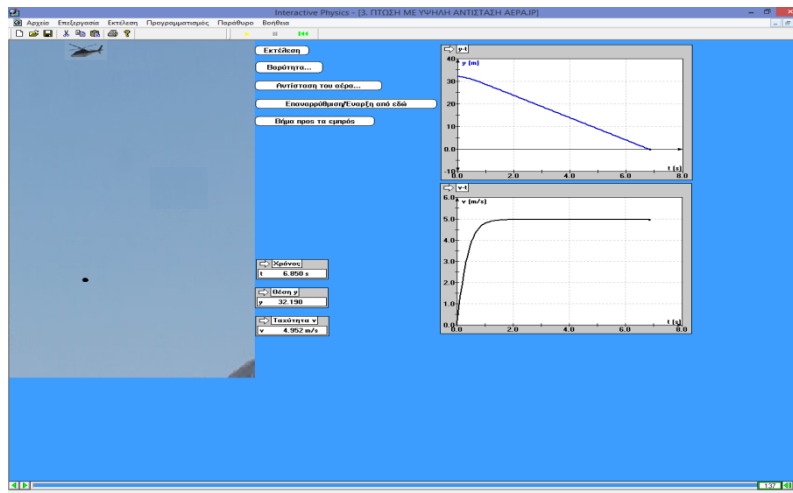 Interactive Physics - [3. ΠΤΩΣΗ ΜΕ ΥΨΗΛΗ ΑΝΤΙΣΤΑΣΗ ΑΕΡΑ.IP]
Αρχείο Επεξεργασία Εκτέλεση Προγραμματισμός Παράθυρο Βοήθεια
Εκτέλεση
Βαρύτητα...
Αντίσταση του αέρα...
Επαναρρύθμιση/Εναρξη από εδώ
Βήμα προς τα εμπρός
y-t
y (m)
40
30
20
10
0.0
-10
0.0 2.0 4.0 6.0 8.0
t (s)
v-t
v (m/s)
6.0
5.0
4.0
3.0
2.0
1.0
0.0
0.0 2.0 4.0 6.0 8.0
t (s)
Χρόνος
t 6.850 s
Θέση y
y 32.190
Ταχύτητα v
v 4.952 m/s
137